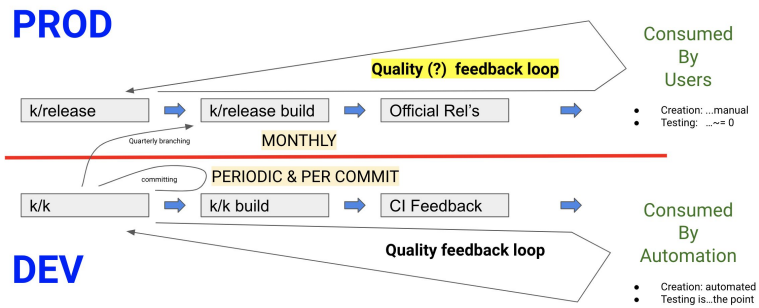 PROD
Consumed
By
Users
Quality (?)  feedback loop
k/release
k/release build
Official Rel's
● Creation: ...manual
● Testing:  ...~= 0
Quarterly branching
MONTHLY
committing
PERIODIC & PER COMMIT
k/k
k/k build
CI Feedback
Consumed
By
Automation
Quality feedback loop
DEV
● Creation: automated
● Testing is...the point